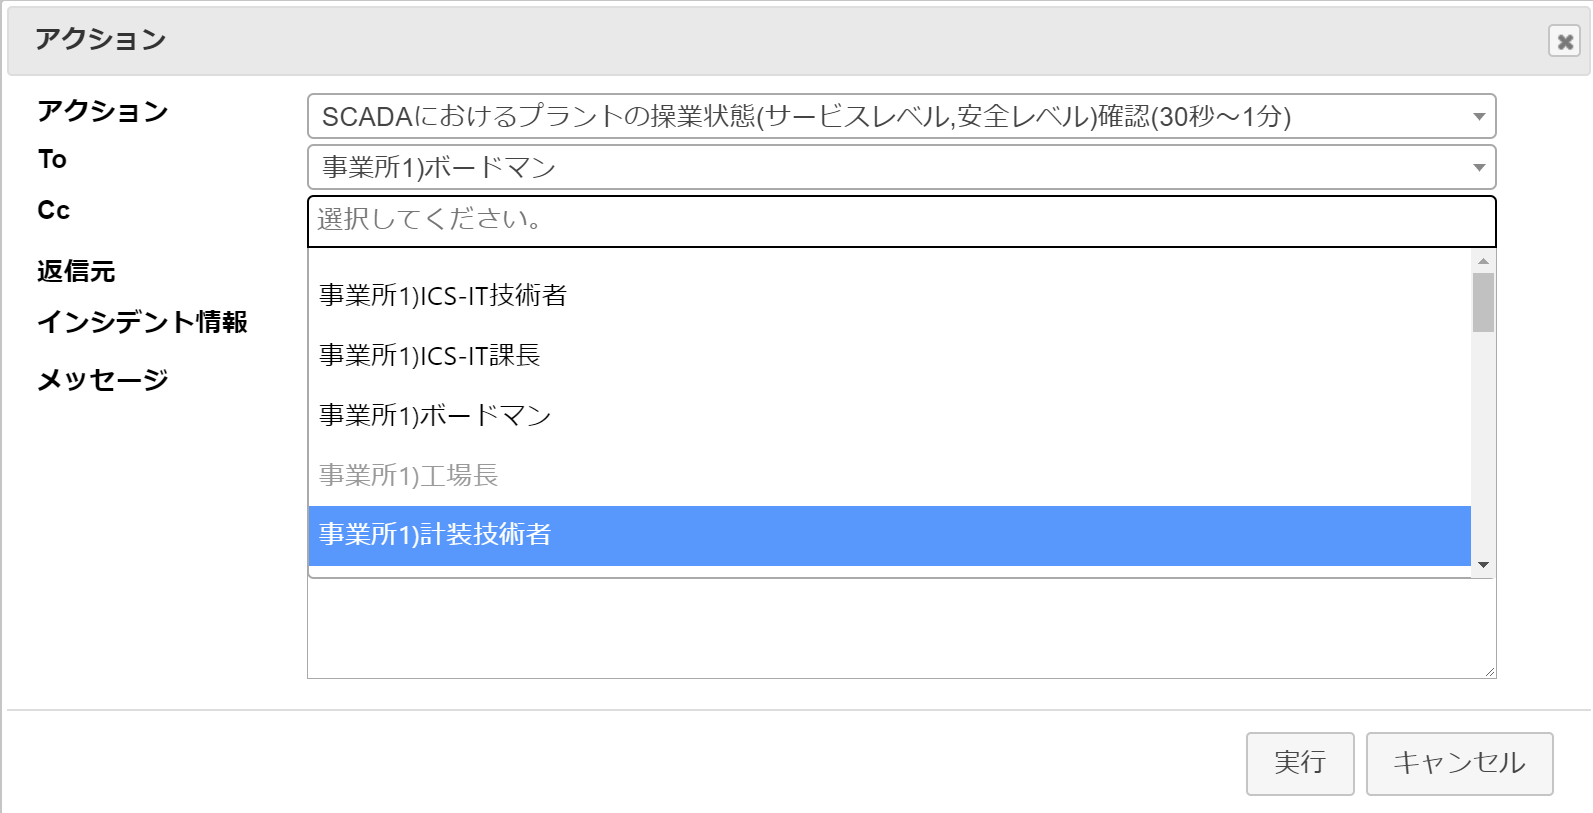 アクション
アクション
SCADAにおけるプラントの操業状態(サービスレベル,安全レベル)確認(30秒～1分)
To
事業所1)ボードマン
Cc
選択してください。
返信元
インシデント情報
メッセージ
事業所1)ICS-IT技術者
事業所1)ICS-IT課長
事業所1)ボードマン
事業所1)工場長
事業所1)計装技術者
実行
キャンセル